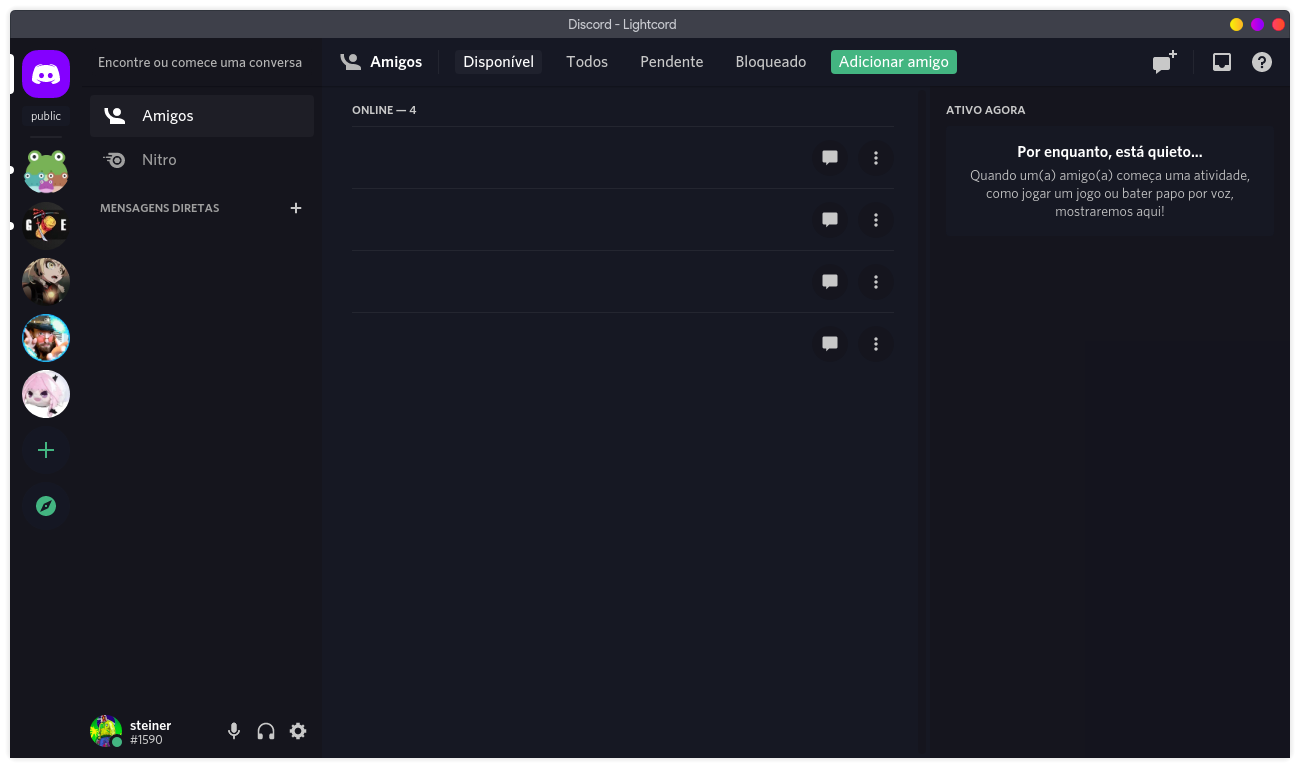 Discord - Lightcord
public
Encontre ou comece uma conversa
Amigos
Nitro
MENSAGENS DIRETAS
steiner
#1590
Amigos
Disponível
Todos
Pendente
Bloqueado
Adicionar amigo
ONLINE — 4
ATIVO AGORA
Por enquanto, está quieto...
Quando um(a) amigo(a) começa uma atividade,
como jogar um jogo ou bater papo por voz,
mostraremos aqui!